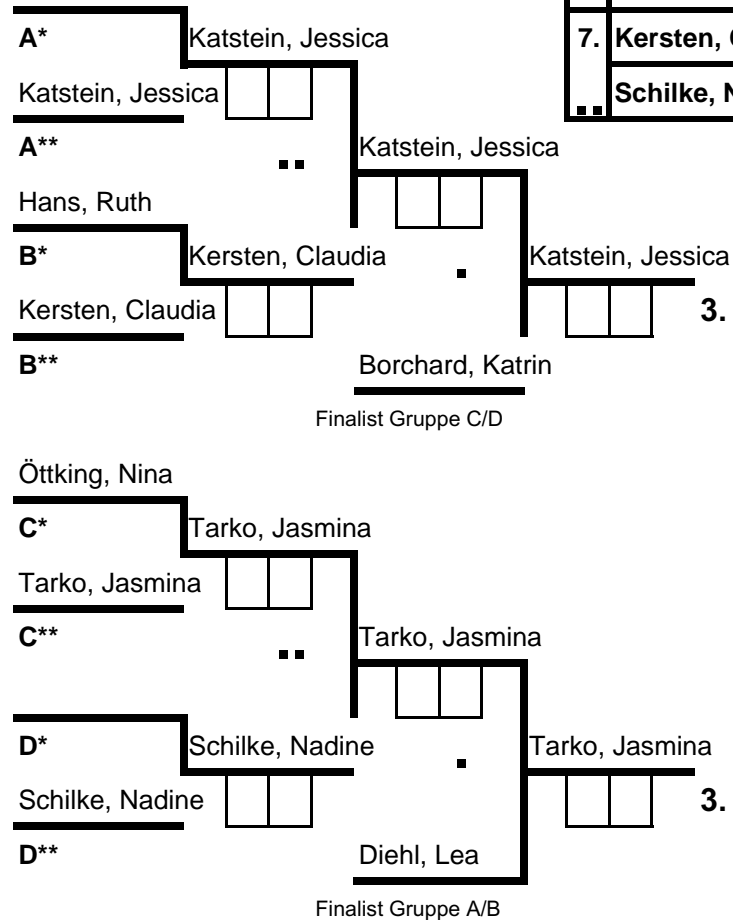 A*
Katstein, Jessica
7. Kersten,
Katstein, Jessica
Schilke,
A**
Katstein, Jessica
Hans, Ruth
B*
Kersten, Claudia
Katstein, Jessica
Kersten, Claudia
3.
B**
Borchard, Katrin
Finalist Gruppe C/D
Öttking, Nina
C*
Tarko, Jasmina
Tarko, Jasmina
C**
Tarko, Jasmina
D*
Schilke, Nadine
Tarko, Jasmina
Schilke, Nadine
3.
D**
Diehl, Lea
Finalist Gruppe A/B